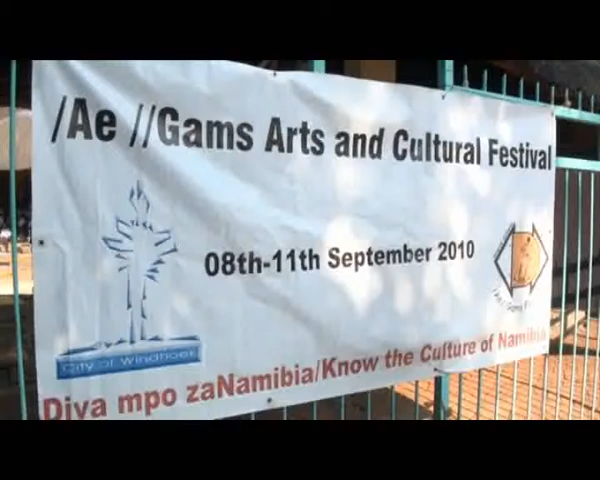 /Ae //Gams Arts and Cultural Festival
08th-11th September 2010
City of Windhoek
Diva mpo zaNamibia/Know the Culture of Namibia